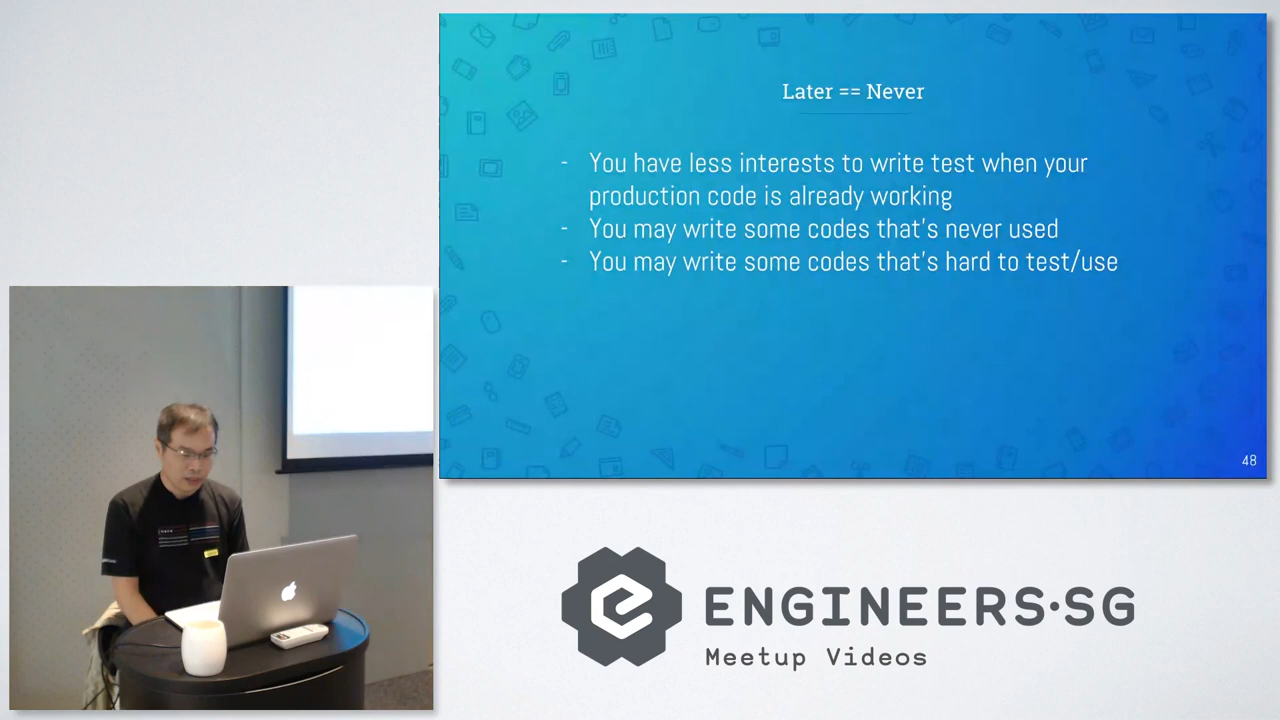 Later == Never
- You have less interests to write test when your
production code is already working
- You may write some codes that's never used
- You may write some codes that's hard to test/use
48
ENGINEERS·SG
Meetup Videos